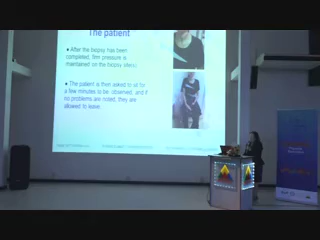 The patient
● After the biopsy has been
completed, firm pressure is
maintained on the biopsy site(s)
● The patient is then asked to sit for
a few minutes to be observed, and if
no problems are noted, they are
allowed to leave.